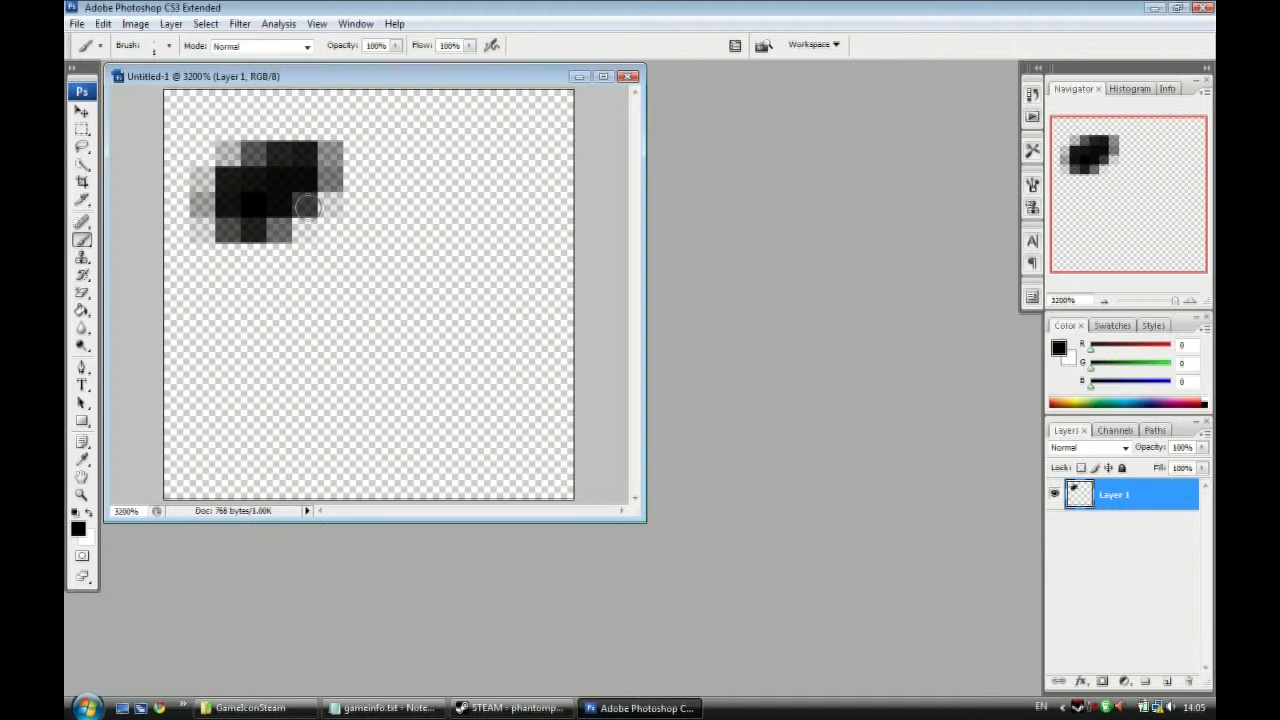 Adobe Photoshop CS3 Extended
File Edit Image Layer Select Filter Analysis View Window Help
Brush: 1 Mode: Normal Opacity: 100% Flow: 100% Workspace
Untitled-1 @ 3200% (Layer 1, RGB/8)
Ps
Navigator × Histogram Info
3200%
Color × Swatches Styles
R 0
G 0
B 0
Layers × Channels Paths
Normal Opacity: 100%
Lock: Fill: 100%
Layer 1
3200% Doc: 768 bytes/1.00K
GameIconSteam gameinfo.txt - Note... STEAM - phantomp... Adobe Photoshop C... EN 14:05